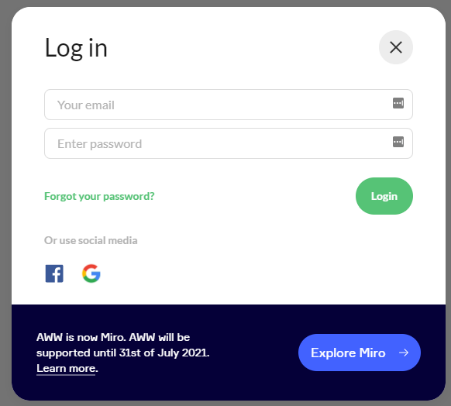 Log in
Your email
Enter password
Forgot your password?
Login
Or use social media
AWW is now Miro. AWW will be
supported until 31st of July 2021.
Learn more.
Explore Miro →